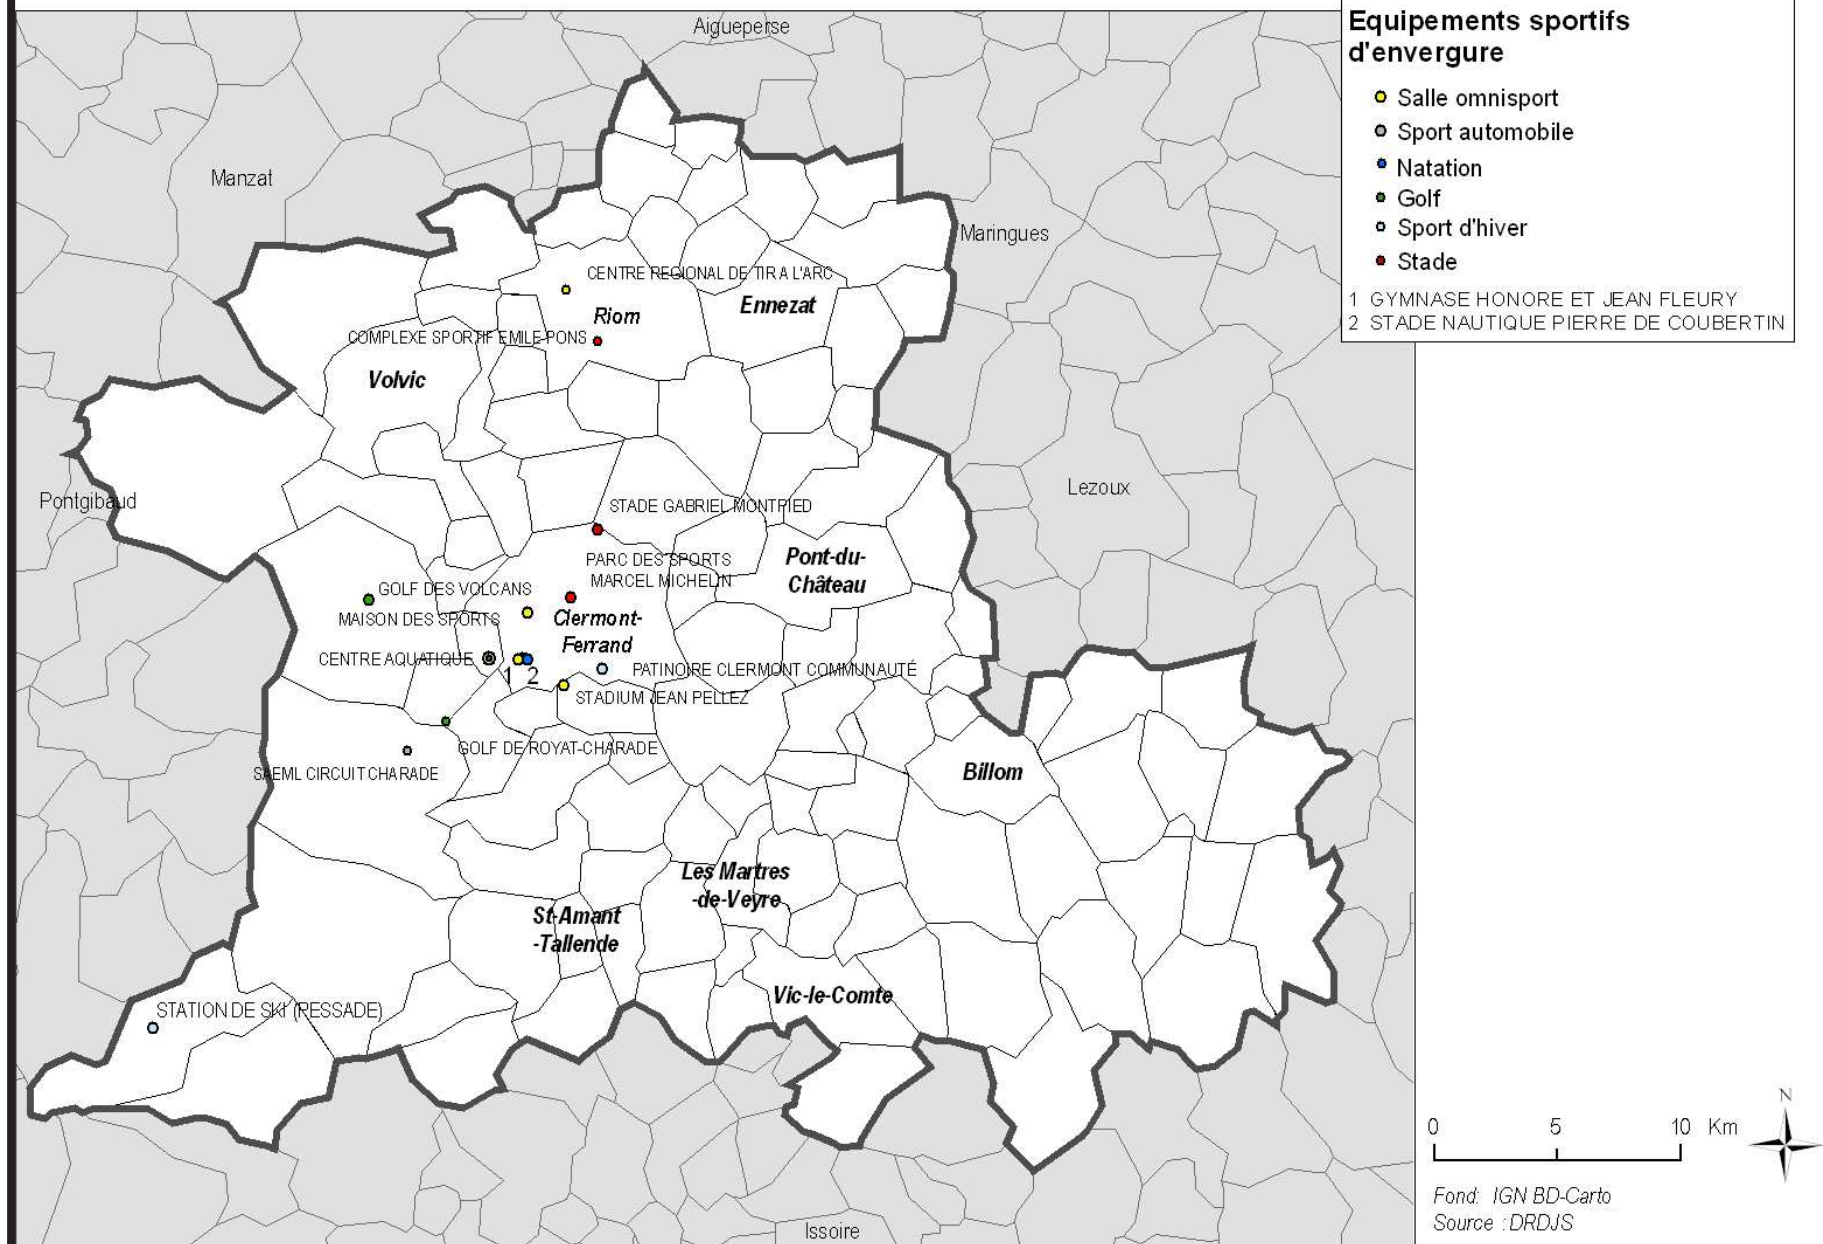 Equipements sportifs
d'envergure
Salle omnisport
Sport automobile
Natation
Golf
Sport d'hiver
Stade
1 GYMNASE HONORE ET JEAN FLEURY
2 STADE NAUTIQUE PIERRE DE COUBERTIN
Aigueperse
Manzat
Maringues
CENTRE REGIONAL DE TIR A L'ARC
Ennezat
Riom
COMPLEXE SPORTIF EMILE PONS
Volvic
Lezoux
Pontgibaud
STADE GABRIEL MONTPIED
PARC DES SPORTS
MARCEL MICHELIN
Pont-du-
Château
GOLF DES VOLCANS
MAISON DES SPORTS
Clermont-
Ferrand
CENTRE AQUATIQUE
1 2
PATINOIRE CLERMONT COMMUNAUTÉ
STADIUM JEAN PELLEZ
GOLF DE ROYAT-CHARADE
SAEML CIRCUIT CHARADE
Billom
Les Martres
-de-Veyre
St-Amant
-Tallende
Vic-le-Comte
STATION DE SKI (PESSADE)
Issoire
N
0 5 10 Km
Fond: IGN BD-Carto
Source : DRDJS